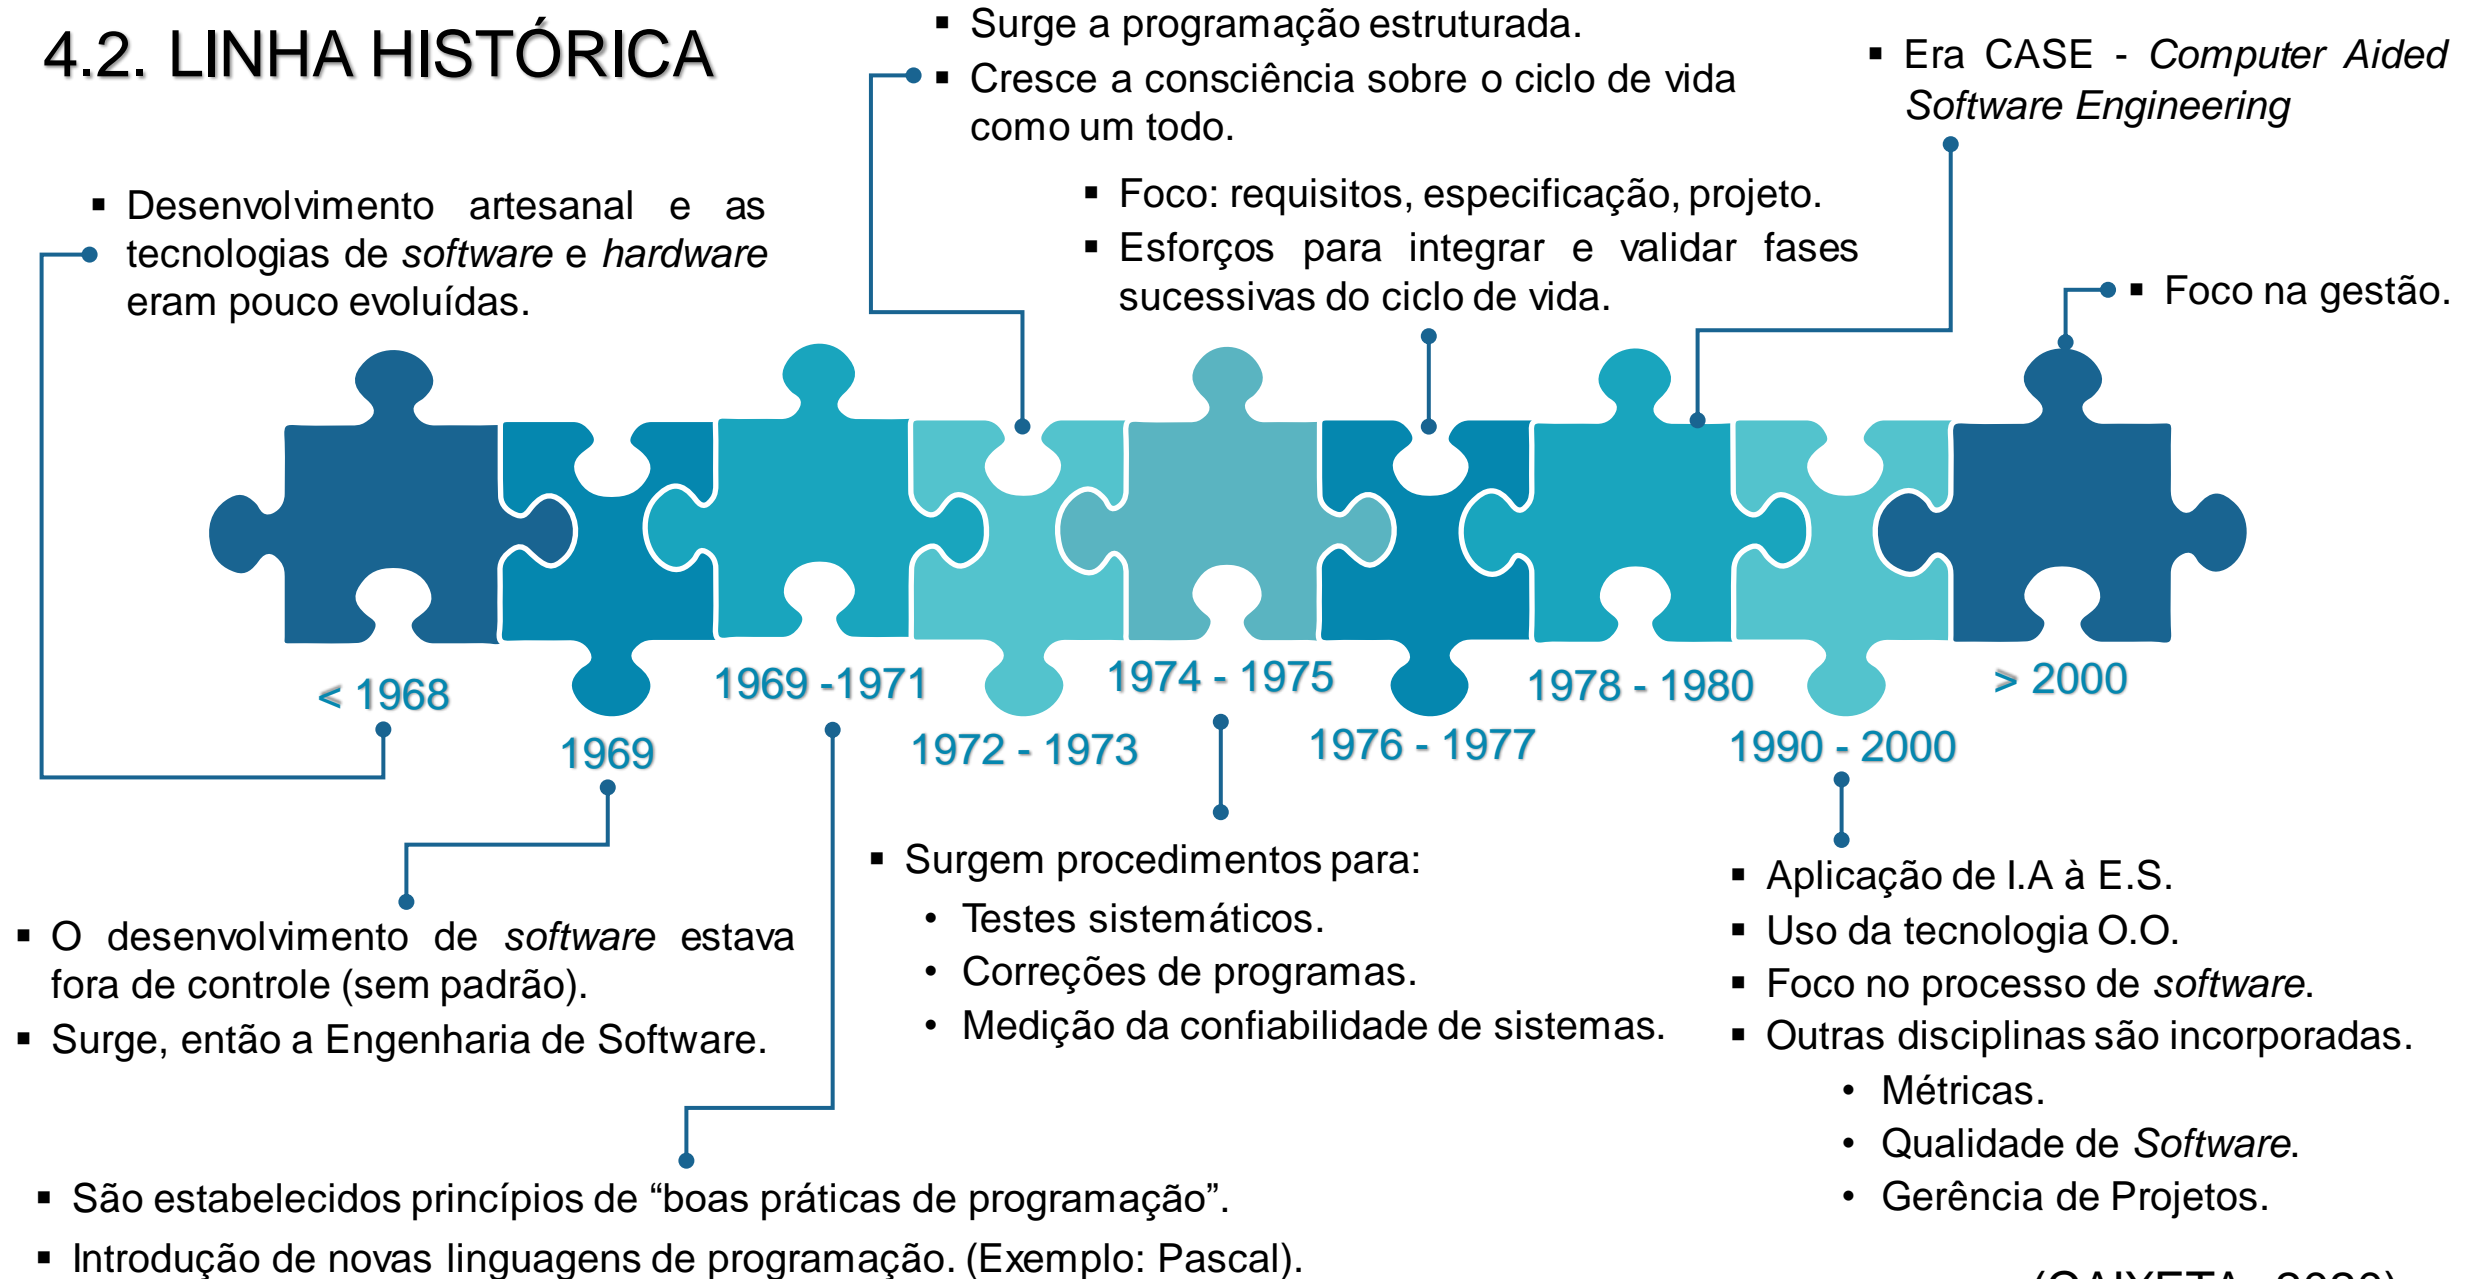 4.2. LINHA HISTÓRICA
▪ Surge a programação estruturada.
▪ Cresce a consciência sobre o ciclo de vida
como um todo.
▪ Era CASE - Computer Aided
Software Engineering
▪ Desenvolvimento artesanal e as
tecnologias de software e hardware
eram pouco evoluídas.
▪ Foco: requisitos, especificação, projeto.
▪ Esforços para integrar e validar fases
sucessivas do ciclo de vida.
▪ Foco na gestão.
< 1968
1969
1969 -1971
1972 - 1973
1974 - 1975
1976 - 1977
1978 - 1980
1990 - 2000
> 2000
▪ O desenvolvimento de software estava
fora de controle (sem padrão).
▪ Surge, então a Engenharia de Software.
▪ Surgem procedimentos para:
• Testes sistemáticos.
• Correções de programas.
• Medição da confiabilidade de sistemas.
▪ Aplicação de I.A à E.S.
▪ Uso da tecnologia O.O.
▪ Foco no processo de software.
▪ Outras disciplinas são incorporadas.
• Métricas.
• Qualidade de Software.
• Gerência de Projetos.
▪ São estabelecidos princípios de “boas práticas de programação”.
▪ Introdução de novas linguagens de programação. (Exemplo: Pascal).